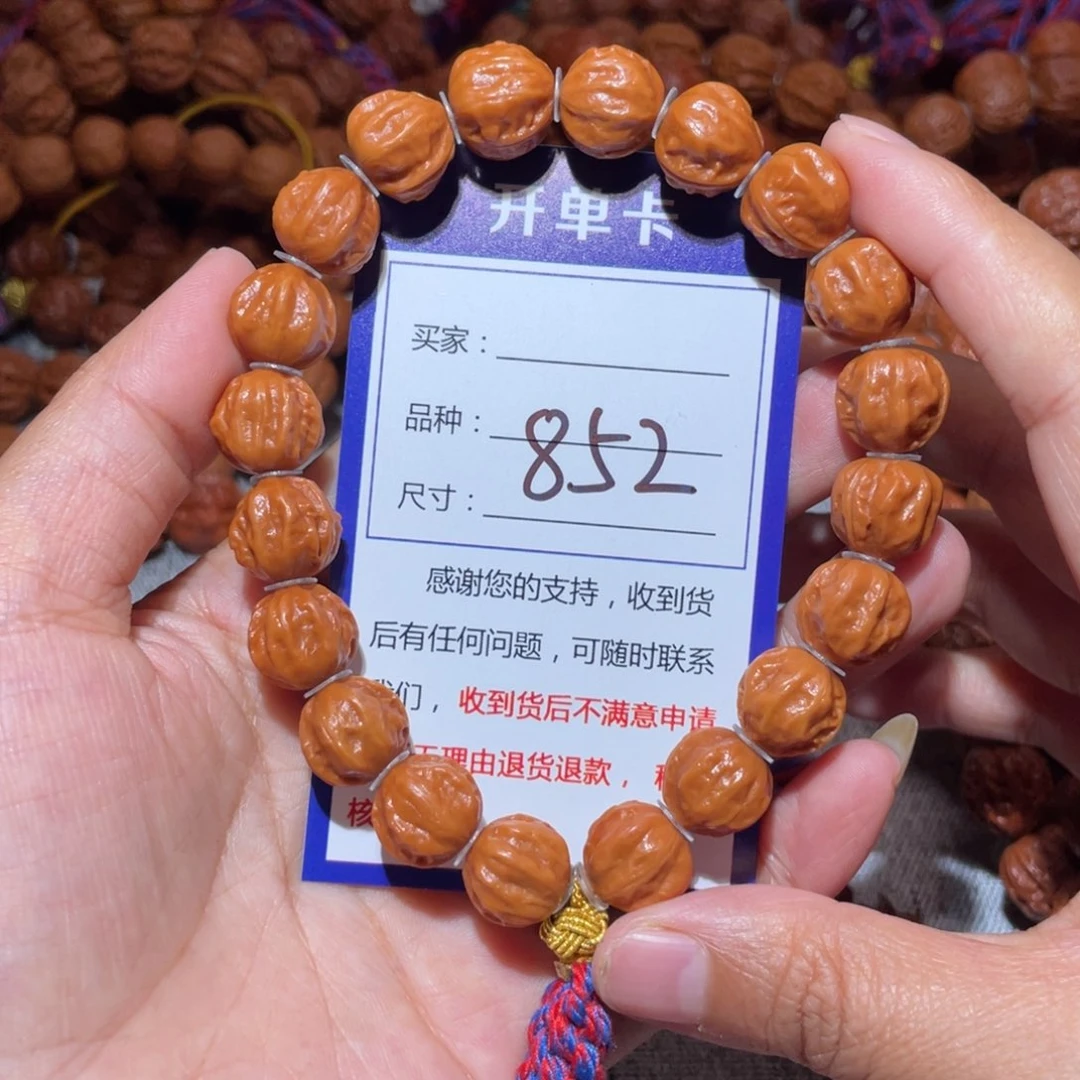 开单卡
买家：
品种：
852
尺寸：
感谢您的支持，收到货
后有任何问题，可随时联系
们，收到货后不满意申请
理由退货退款，
核